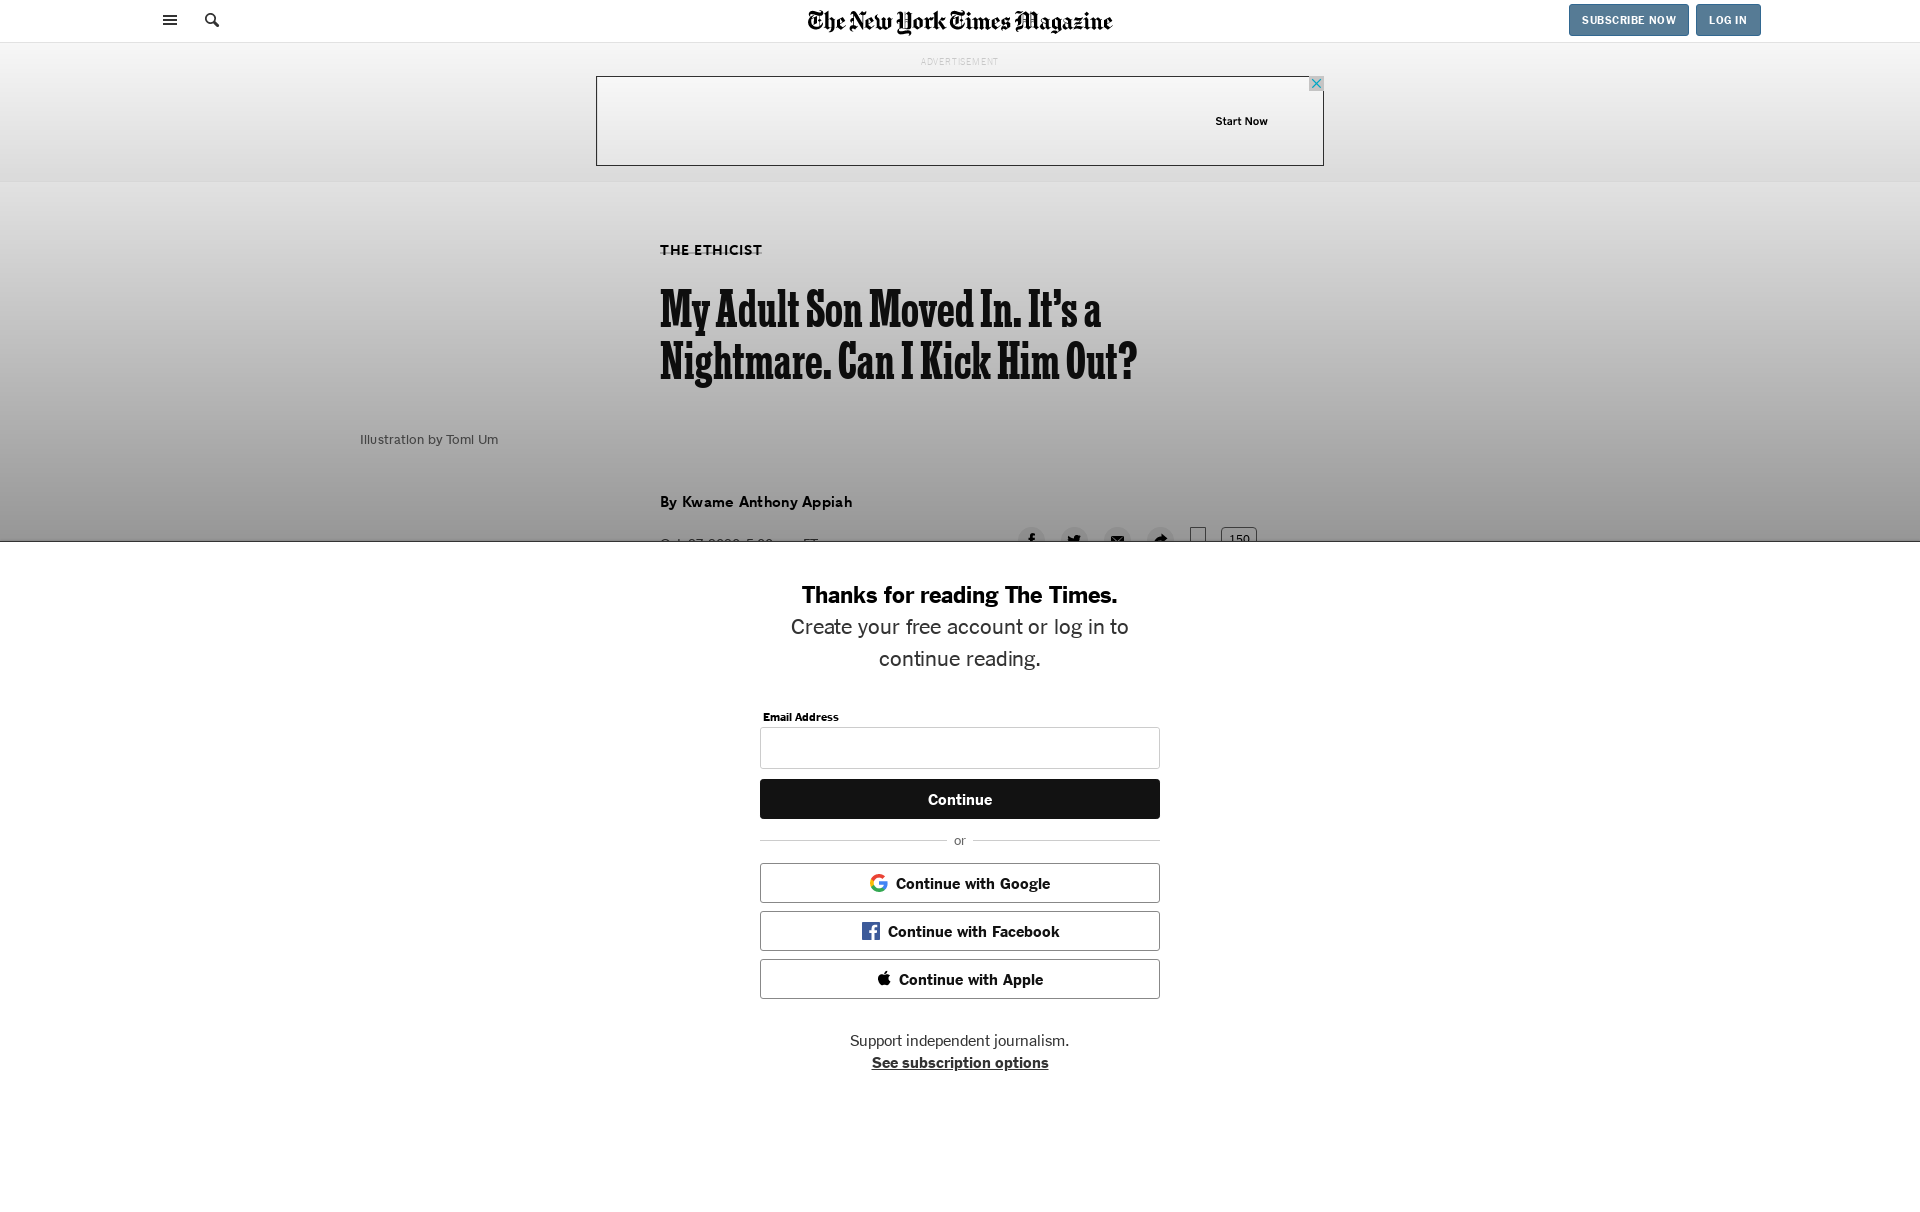 The New York Times Magazine
SUBSCRIBE NOW
LOG IN
ADVERTISEMENT
Start Now
THE ETHICIST
My Adult Son Moved In. It’s a
Nightmare. Can I Kick Him Out?
Illustration by Tomi Um
By Kwame Anthony Appiah
150
Thanks for reading The Times.
Create your free account or log in to
continue reading.
Email Address
Continue
or
Continue with Google
Continue with Facebook
Continue with Apple
Support independent journalism.
See subscription options